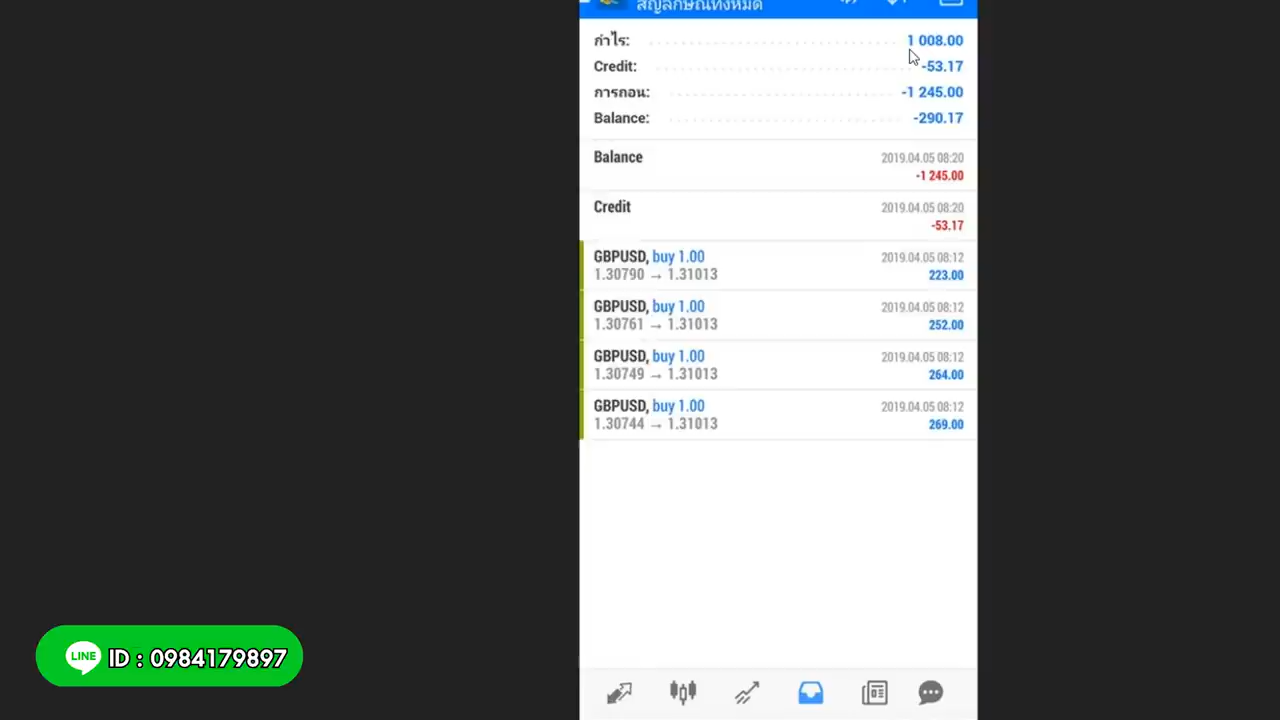 สัญลักษณ์ทั้งหมด
กำไร: 1 008.00
Credit: -53.17
การถอน: -1 245.00
Balance: -290.17
Balance 2019.04.05 08:20
-1 245.00
Credit 2019.04.05 08:20
-53.17
GBPUSD, buy 1.00 2019.04.05 08:12
1.30790 → 1.31013 223.00
GBPUSD, buy 1.00 2019.04.05 08:12
1.30761 → 1.31013 252.00
GBPUSD, buy 1.00 2019.04.05 08:12
1.30749 → 1.31013 264.00
GBPUSD, buy 1.00 2019.04.05 08:12
1.30744 → 1.31013 269.00
LINE ID : 0984179897